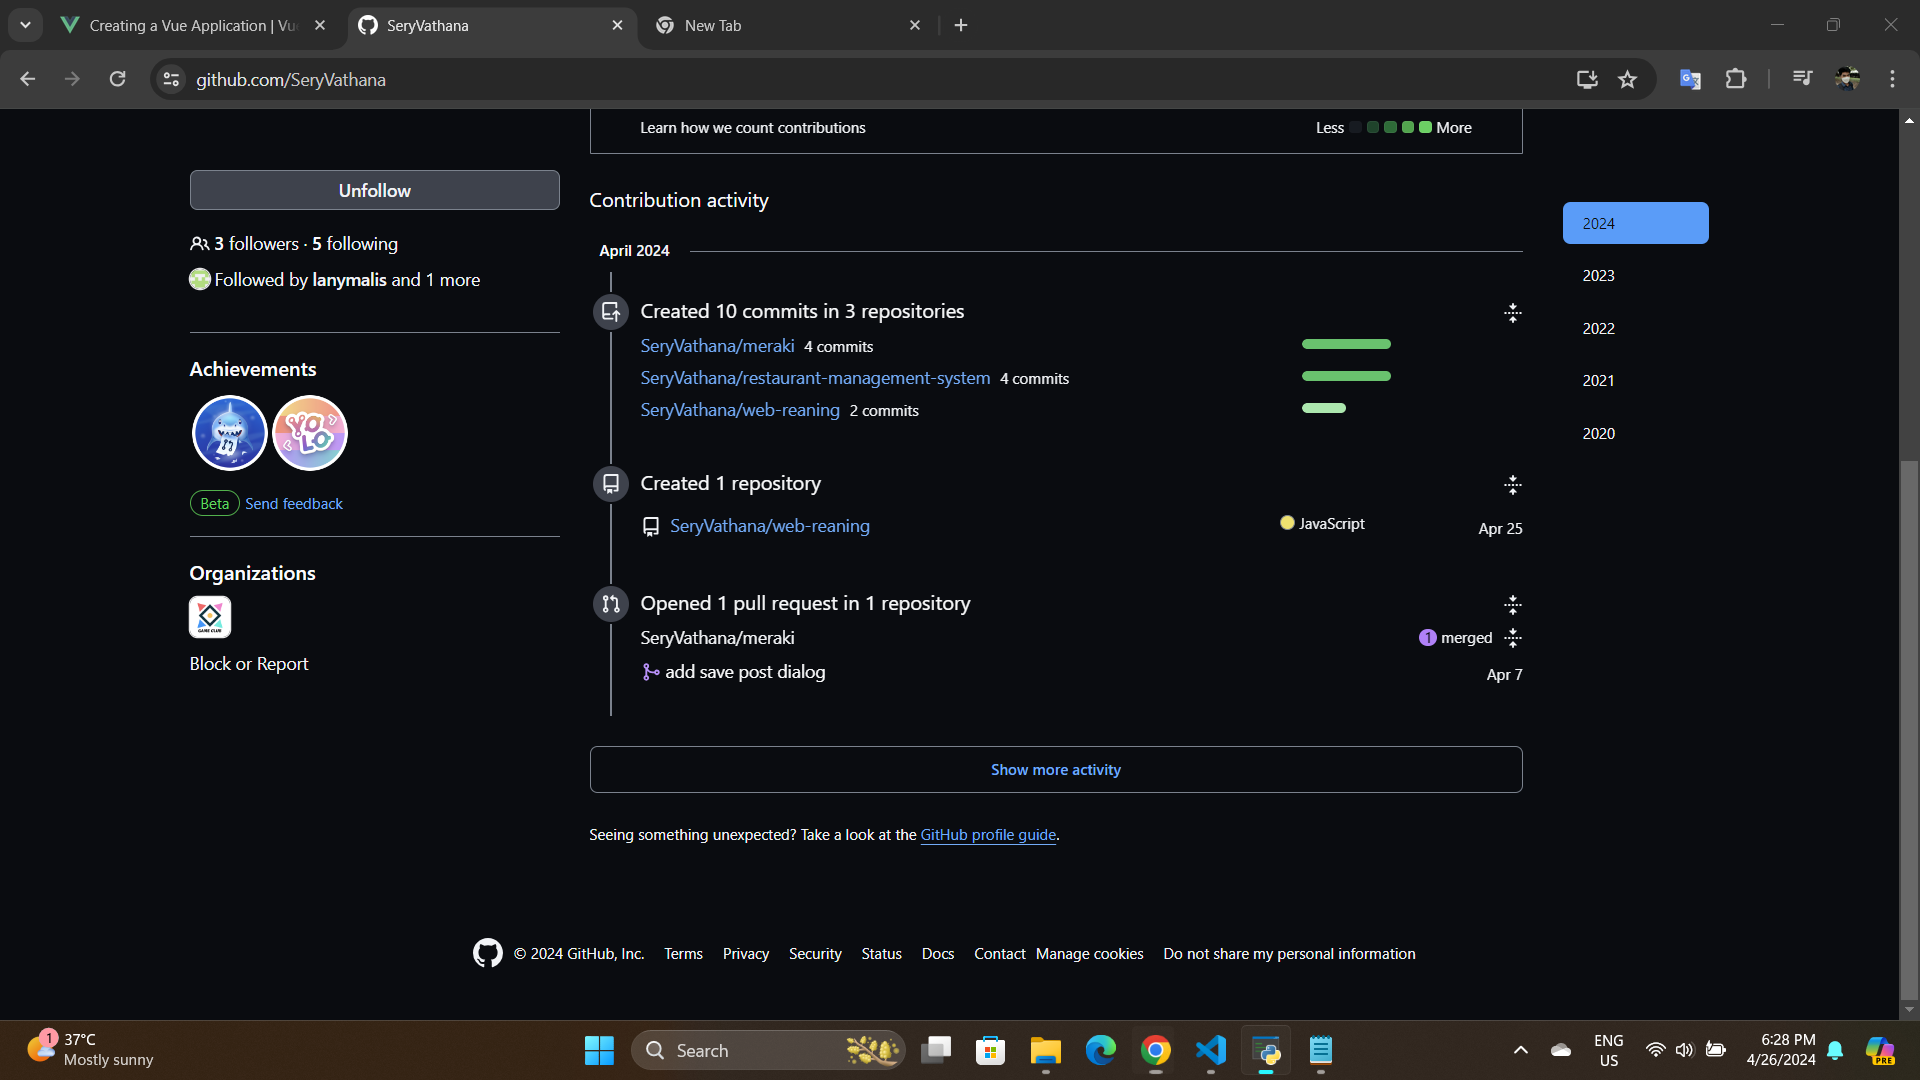 Creating a Vue Application | Vu
SeryVathana
New Tab
github.com/SeryVathana
Learn how we count contributions
Less More
Unfollow
3 followers · 5 following
Followed by lanymalis and 1 more
Achievements
YOLO
Beta Send feedback
Organizations
GAME CLUB
Block or Report
Contribution activity
April 2024
Created 10 commits in 3 repositories
SeryVathana/meraki 4 commits
SeryVathana/restaurant-management-system 4 commits
SeryVathana/web-reaning 2 commits
Created 1 repository
SeryVathana/web-reaning JavaScript Apr 25
Opened 1 pull request in 1 repository
SeryVathana/meraki 1 merged
add save post dialog Apr 7
Show more activity
Seeing something unexpected? Take a look at the GitHub profile guide.
2024
2023
2022
2021
2020
© 2024 GitHub, Inc. Terms Privacy Security Status Docs Contact Manage cookies Do not share my personal information
1
37°C
Mostly sunny
Search
ENG
US
6:28 PM
4/26/2024
PRE